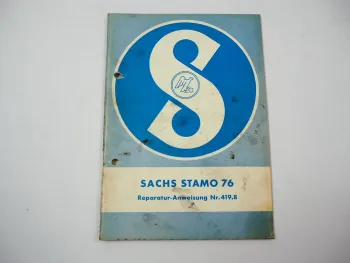 SACHS STAMO 76
Reparatur-Anweisung Nr. 419.8